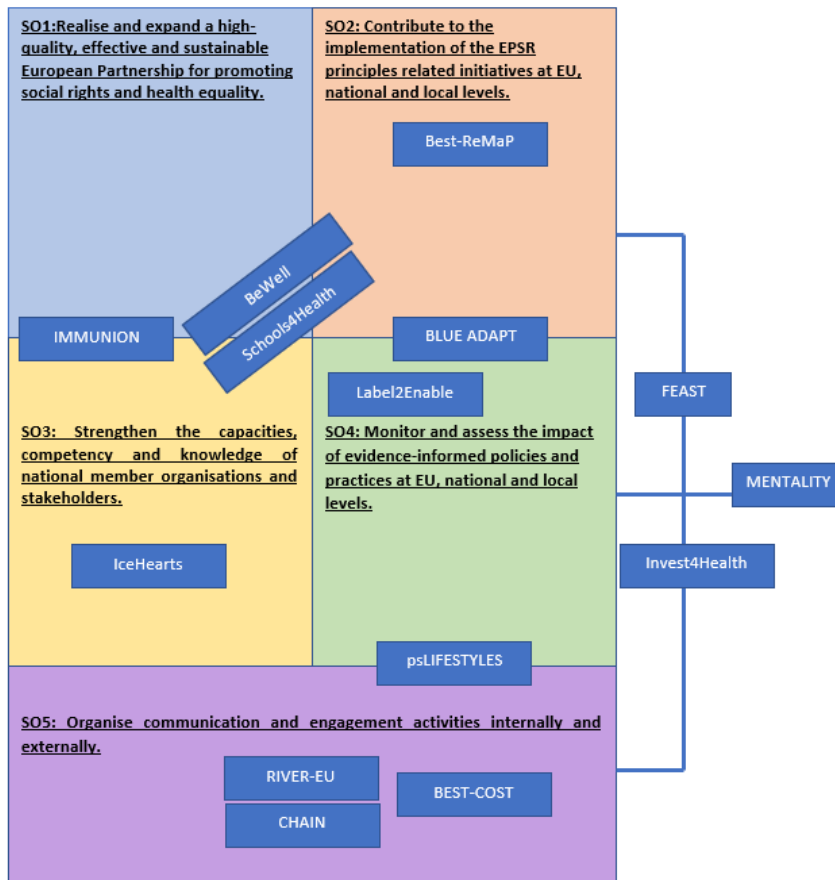 SO1:Realise and expand a high-
quality, effective and sustainable
European Partnership for promoting
social rights and health equality.
SO2: Contribute to the
implementation of the EPSR
principles related initiatives at EU,
national and local levels.
Best-ReMaP
BeWell
Schools4Health
IMMUNION
BLUE ADAPT
Label2Enable
FEAST
SO3: Strengthen the capacities,
competency and knowledge of
national member organisations and
stakeholders.
SO4: Monitor and assess the impact
of evidence-informed policies and
practices at EU, national and local
levels.
MENTALITY
IceHearts
Invest4Health
psLIFESTYLES
SO5: Organise communication and engagement activities internally and
externally.
RIVER-EU
BEST-COST
CHAIN